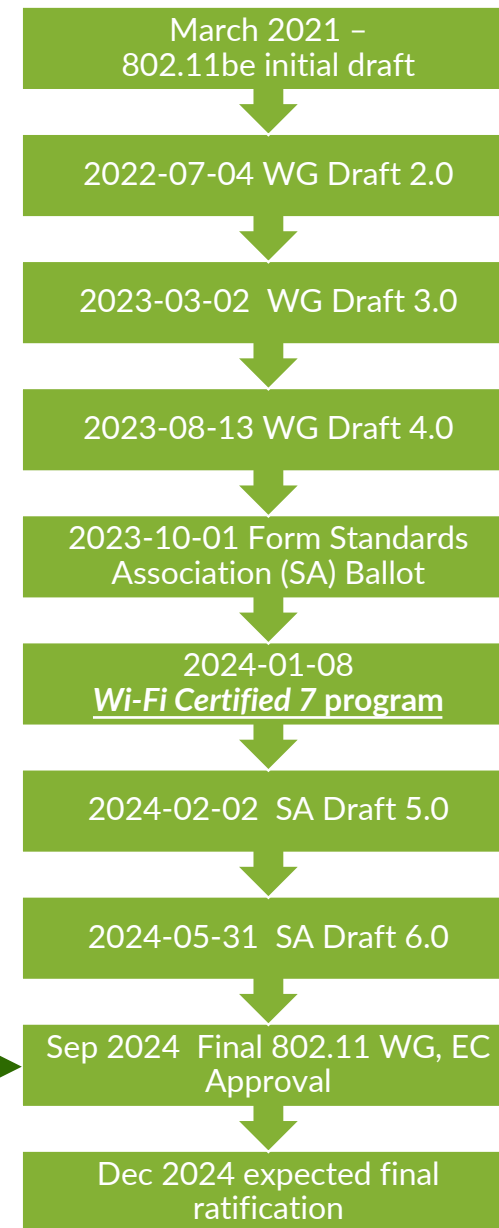 March 2021 –
802.11be initial draft
2022-07-04 WG Draft 2.0
2023-03-02 WG Draft 3.0
2023-08-13 WG Draft 4.0
2023-10-01 Form Standards
Association (SA) Ballot
2024-01-08
Wi-Fi Certified 7 program
2024-02-02 SA Draft 5.0
2024-05-31 SA Draft 6.0
Sep 2024 Final 802.11 WG, EC
Approval
Dec 2024 expected final
ratification